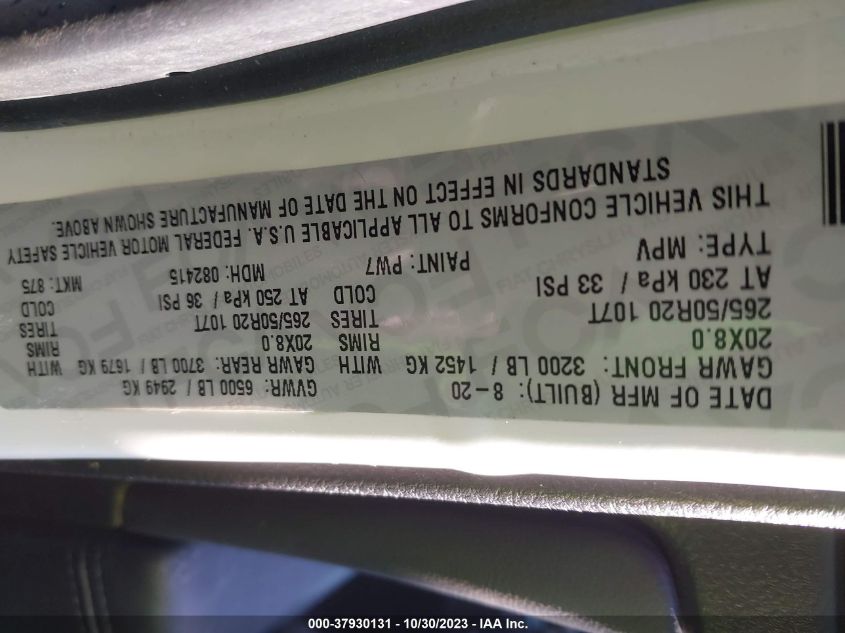 DATE OF MFR (BUILT): 8-20 GVWR: 6500 LB / 2949 KG
GAWR FRONT: 3200 LB / 1452 KG WITH GAWR REAR: 3700 LB / 1679 KG WITH
20X8.0 RIMS 20X8.0 RIMS
265/50R20 107T TIRES 265/50R20 107T TIRES
AT 230 kPa / 33 PSI COLD AT 250 kPa / 36 PSI COLD
TYPE: MPV PAINT: PW7 MDH: 082415 MKT: 875
THIS VEHICLE CONFORMS TO ALL APPLICABLE U.S.A. FEDERAL MOTOR VEHICLE SAFETY
STANDARDS IN EFFECT ON THE DATE OF MANUFACTURE SHOWN ABOVE.
000-37930131 - 10/30/2023 - IAA Inc.